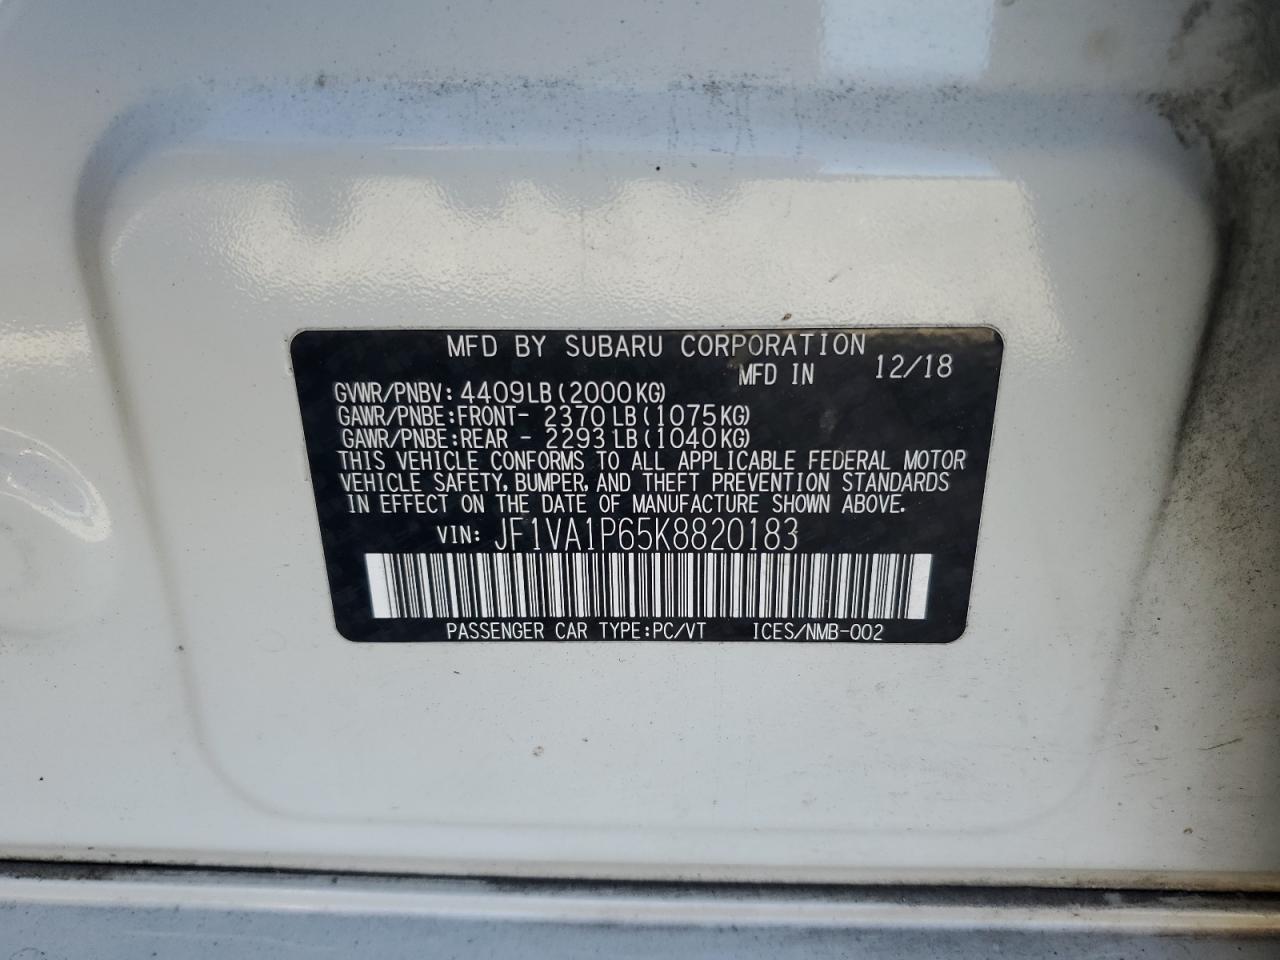 MFD BY SUBARU CORPORATION
MFD IN 12/18
GVWR/PNBV: 4409LB(2000KG)
GAWR/PNBE:FRONT- 2370LB(1075KG)
GAWR/PNBE:REAR - 2293LB(1040KG)
THIS VEHICLE CONFORMS TO ALL APPLICABLE FEDERAL MOTOR
VEHICLE SAFETY, BUMPER, AND THEFT PREVENTION STANDARDS
IN EFFECT ON THE DATE OF MANUFACTURE SHOWN ABOVE.
VIN: JF1VA1P65K8820183
PASSENGER CAR TYPE:PC/VT ICES/NMB-002